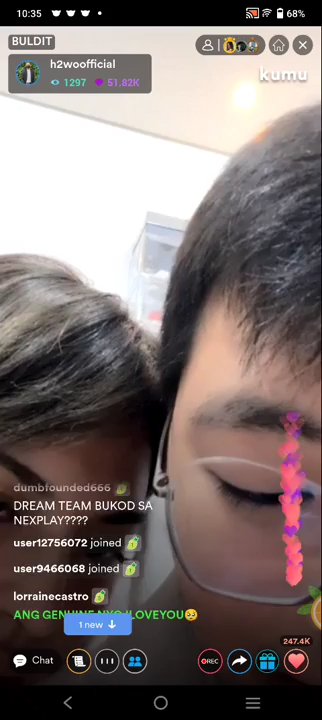 10:35
68%
BULDIT
h2woofficial
1297 51.82K
kumu
dumbfounded666
DREAM TEAM BUKOD SA
NEXPLAY????
user12756072 joined
user9466068 joined
lorrainecastro
ANG GENUINE NYO ILOVEYOU🥺
1 new ↓
247.4K
Chat
REC